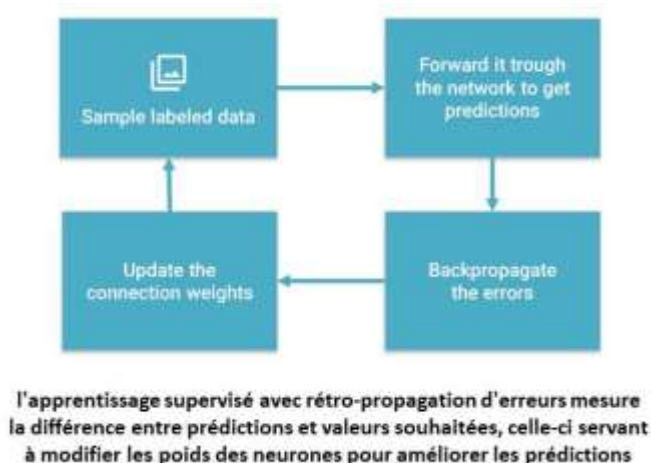 Sample labeled data
Forward it trough
the network to get
predictions
Update the
connection weights
Backpropagate
the errors
l'apprentissage supervisé avec rétro-propagation d'erreurs mesure
la différence entre prédictions et valeurs souhaitées, celle-ci servant
à modifier les poids des neurones pour améliorer les prédictions